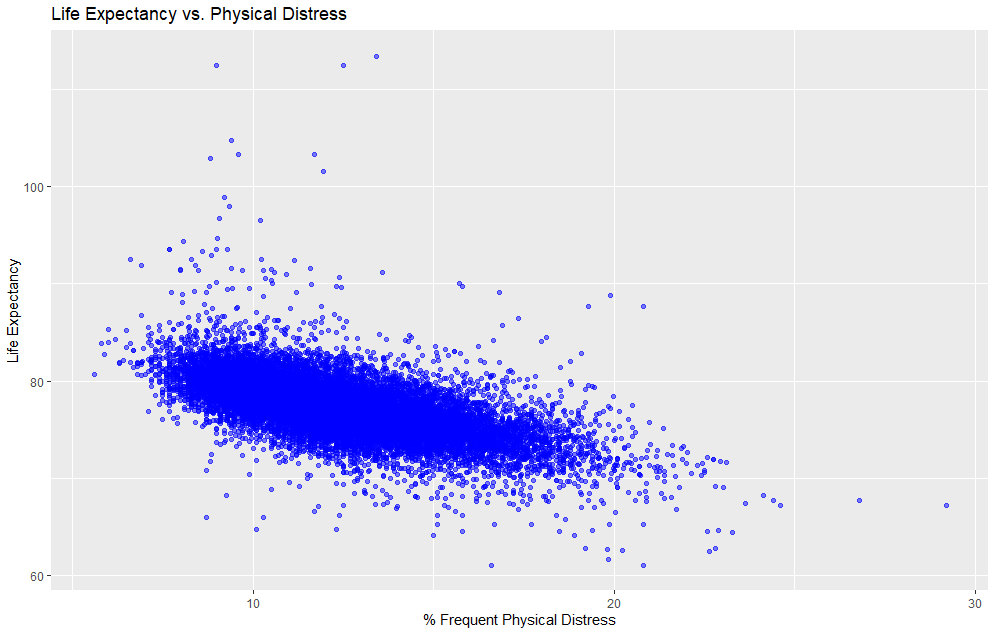 Life Expectancy vs. Physical Distress
Life Expectancy
100
80
60
10
20
30
% Frequent Physical Distress